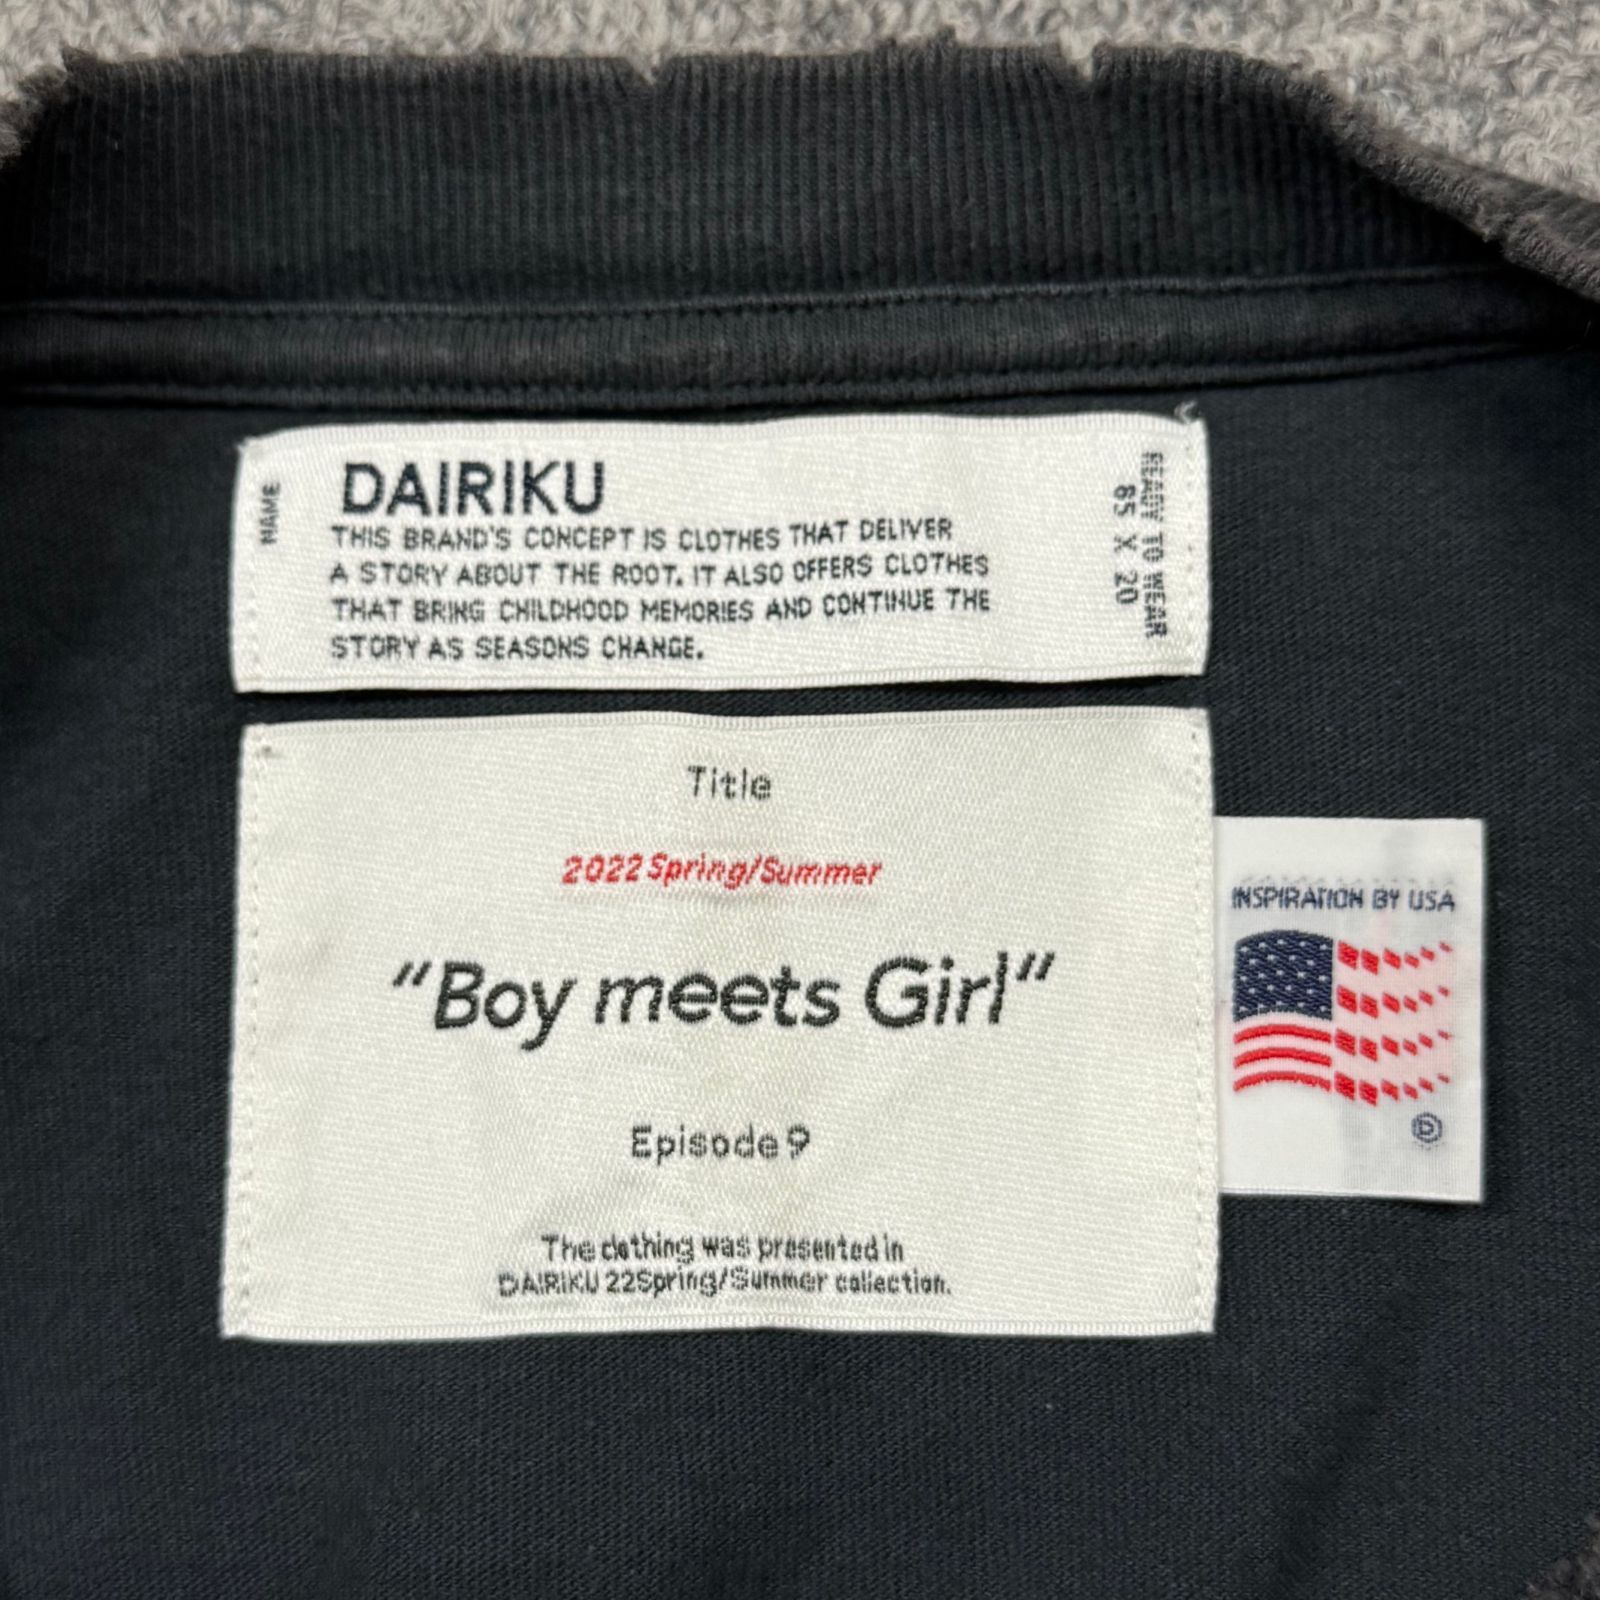 NAME
DAIRIKU
THIS BRAND'S CONCEPT IS CLOTHES THAT DELIVER
A STORY ABOUT THE ROOT. IT ALSO OFFERS CLOTHES
THAT BRING CHILDHOOD MEMORIES AND CONTINUE THE
STORY AS SEASONS CHANGE.
READY TO WEAR
85 X 20
Title
2022 Spring/Summer
“Boy meets Girl“
Episode 9
The clothing was presented in
DAIRIKU 22Spring/Summer collection.
INSPIRATION BY USA
Ⓓ